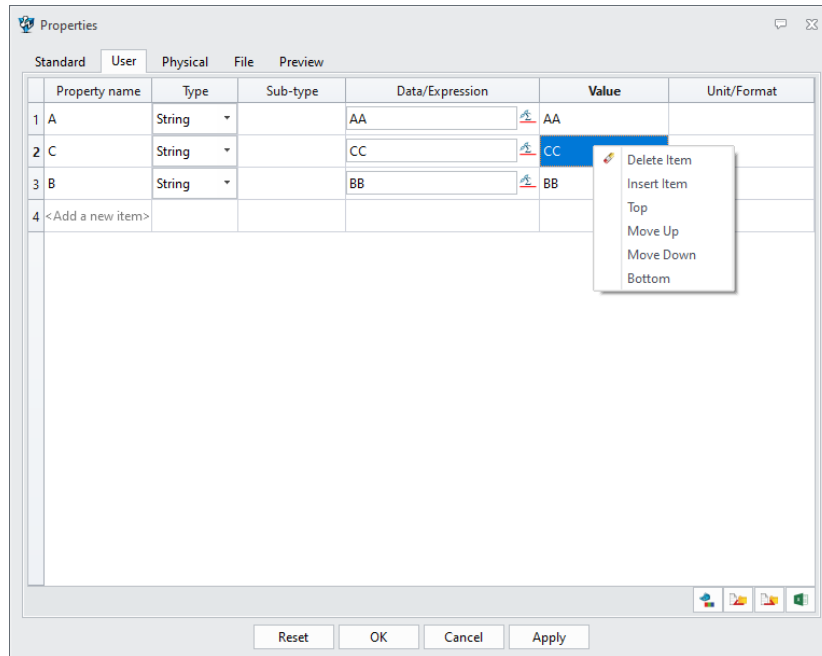 Properties
Standard User Physical File Preview
Property name Type Sub-type Data/Expression Value Unit/Format
1 A String AA AA
2 C String CC CC
3 B String BB BB
4 <Add a new item>
Delete Item
Insert Item
Top
Move Up
Move Down
Bottom
Reset OK Cancel Apply